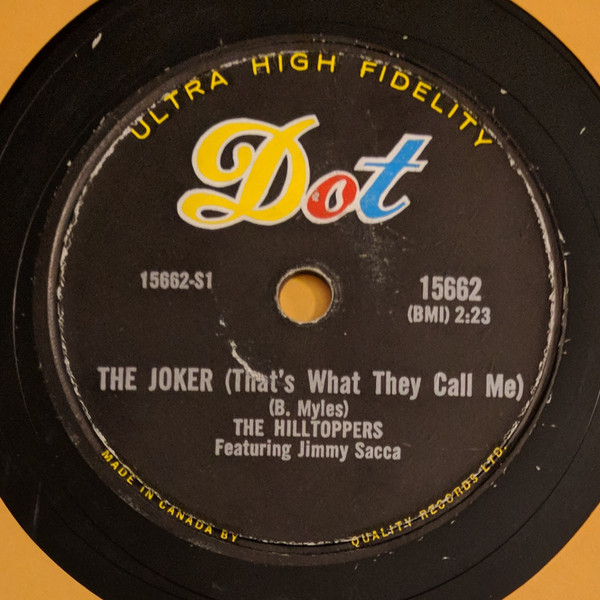 ULTRA HIGH FIDELITY
Dot
15662-S1
15662
(BMI) 2:23
THE JOKER (That's What They Call Me)
(B. Myles)
THE HILLTOPPERS
Featuring Jimmy Sacca
MADE IN CANADA BY QUALITY RECORDS LTD.